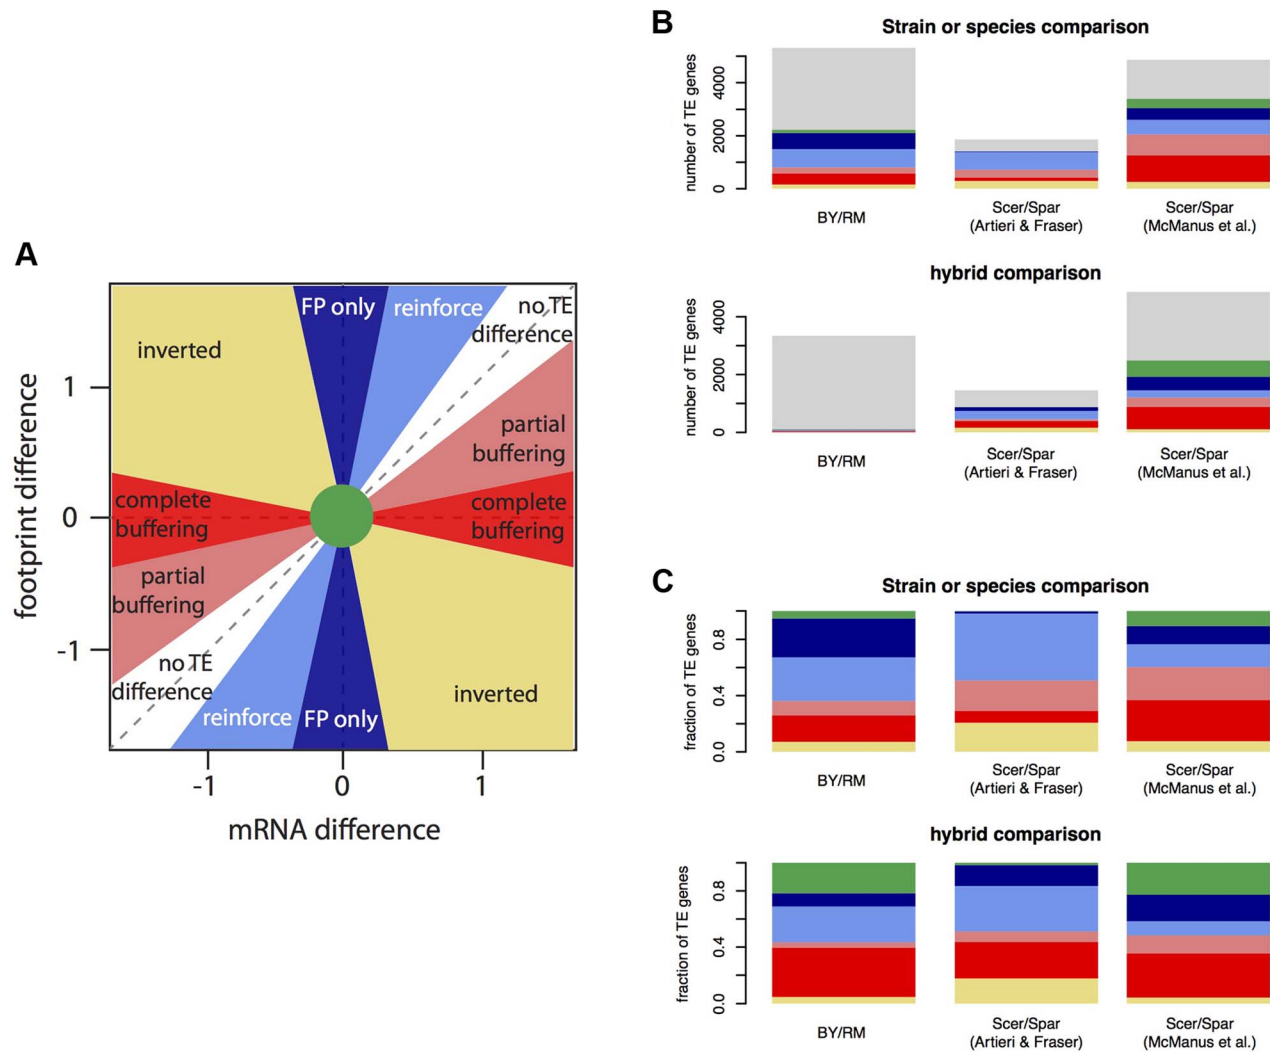 A
inverted
FP only
reinforce
no TE
difference
partial
buffering
complete
buffering
complete
buffering
partial
buffering
no TE
difference
reinforce
FP only
inverted
footprint difference
1
0
-1
-1
0
1
mRNA difference
B
Strain or species comparison
number of TE genes
4000
2000
0
BY/RM
Scer/Spar
(Artieri & Fraser)
Scer/Spar
(McManus et al.)
hybrid comparison
number of TE genes
4000
2000
0
BY/RM
Scer/Spar
(Artieri & Fraser)
Scer/Spar
(McManus et al.)
C
Strain or species comparison
fraction of TE genes
0.8
0.4
0.0
BY/RM
Scer/Spar
(Artieri & Fraser)
Scer/Spar
(McManus et al.)
hybrid comparison
fraction of TE genes
0.8
0.4
0.0
BY/RM
Scer/Spar
(Artieri & Fraser)
Scer/Spar
(McManus et al.)